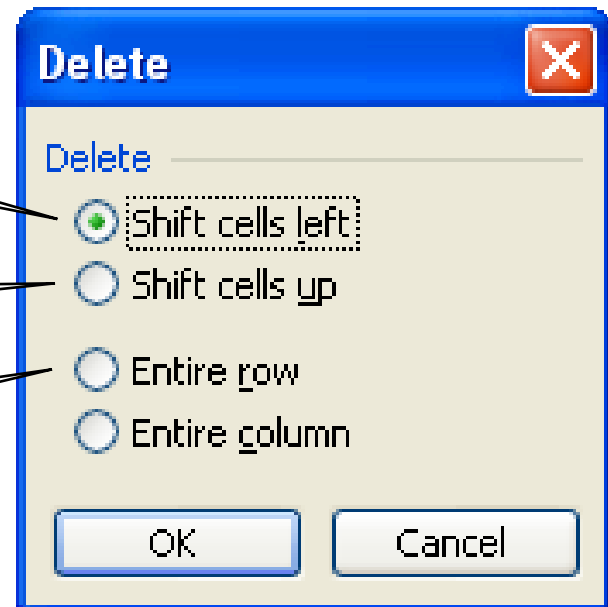 Delete
Delete
Shift cells left
Shift cells up
Entire row
Entire column
OK Cancel